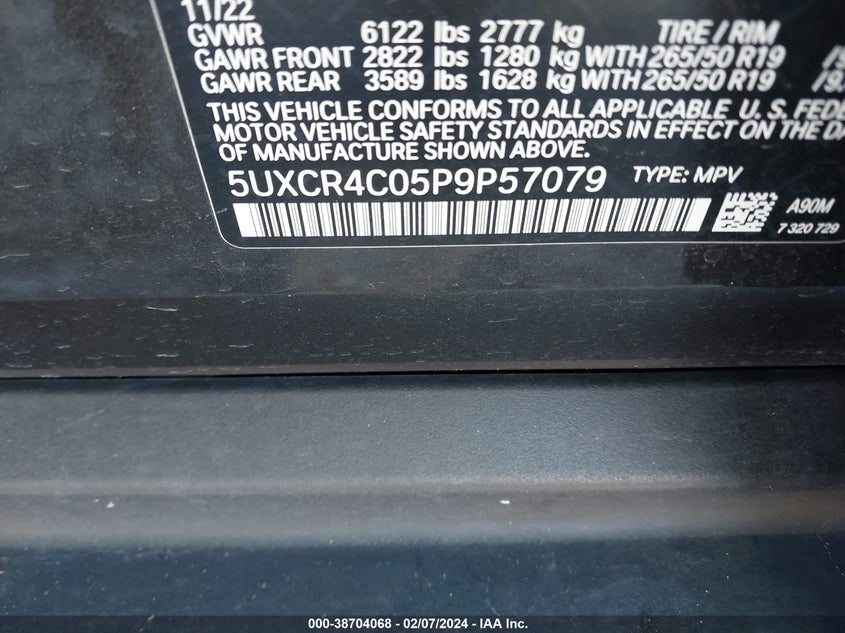 11/22
GVWR 6122 lbs 2777 kg TIRE / RIM
GAWR FRONT 2822 lbs 1280 kg WITH 265/50 R19
GAWR REAR 3589 lbs 1628 kg WITH 265/50 R19
THIS VEHICLE CONFORMS TO ALL APPLICABLE U. S. FEDE
MOTOR VEHICLE SAFETY STANDARDS IN EFFECT ON THE DA
OF MANUFACTURE SHOWN ABOVE.
5UXCR4C05P9P57079 TYPE: MPV
A90M
7 320 729
000-38704068 - 02/07/2024 - IAA Inc.